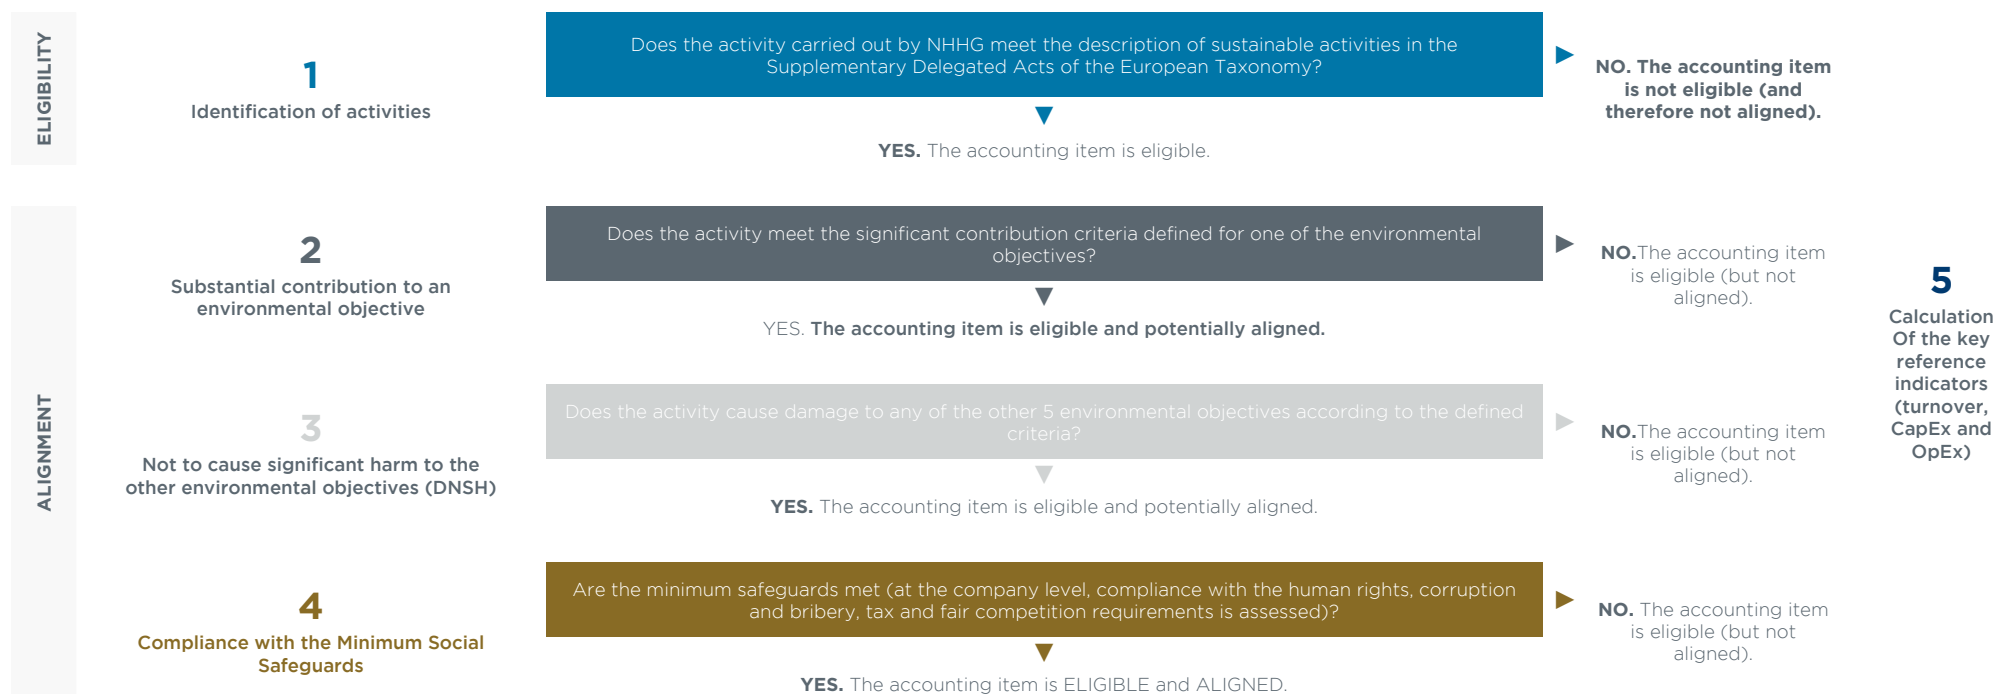 ELIGIBILITY
1
Identification of activities
Does the activity carried out by NHHG meet the description of sustainable activities in the
Supplementary Delegated Acts of the European Taxonomy?
YES. The accounting item is eligible.
NO. The accounting item
is not eligible (and
therefore not aligned).
ALIGNMENT
2
Substantial contribution to an
environmental objective
Does the activity meet the significant contribution criteria defined for one of the environmental
objectives?
YES. The accounting item is eligible and potentially aligned.
NO.The accounting item
is eligible (but not
aligned).
3
Not to cause significant harm to the
other environmental objectives (DNSH)
Does the activity cause damage to any of the other 5 environmental objectives according to the defined
criteria?
YES. The accounting item is eligible and potentially aligned.
NO.The accounting item
is eligible (but not
aligned).
4
Compliance with the Minimum Social
Safeguards
Are the minimum safeguards met (at the company level, compliance with the human rights, corruption
and bribery, tax and fair competition requirements is assessed)?
YES. The accounting item is ELIGIBLE and ALIGNED.
NO. The accounting item
is eligible (but not
aligned).
5
Calculation
Of the key
reference
indicators
(turnover,
CapEx and
OpEx)